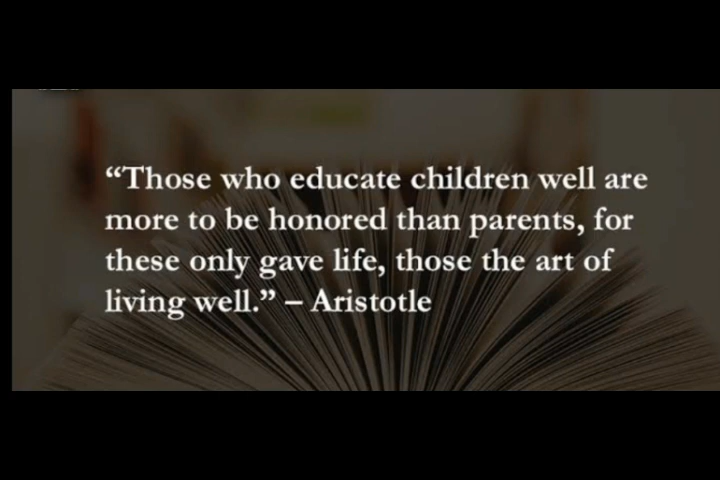 “Those who educate children well are
more to be honored than parents, for
these only gave life, those the art of
living well.” – Aristotle